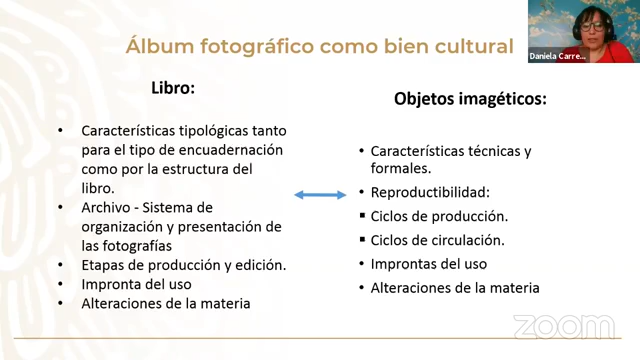 Álbum fotográfico como bien cultural
Daniela Carre...
Libro:
• Características tipológicas tanto
para el tipo de encuadernación
como por la estructura del
libro.
• Archivo - Sistema de
organización y presentación de
las fotografías
• Etapas de producción y edición.
• Impronta del uso
• Alteraciones de la materia
Objetos imagéticos:
• Características técnicas y
formales.
• Reproductibilidad:
▪ Ciclos de producción.
▪ Ciclos de circulación.
• Improntas del uso
• Alteraciones de la materia
zoom